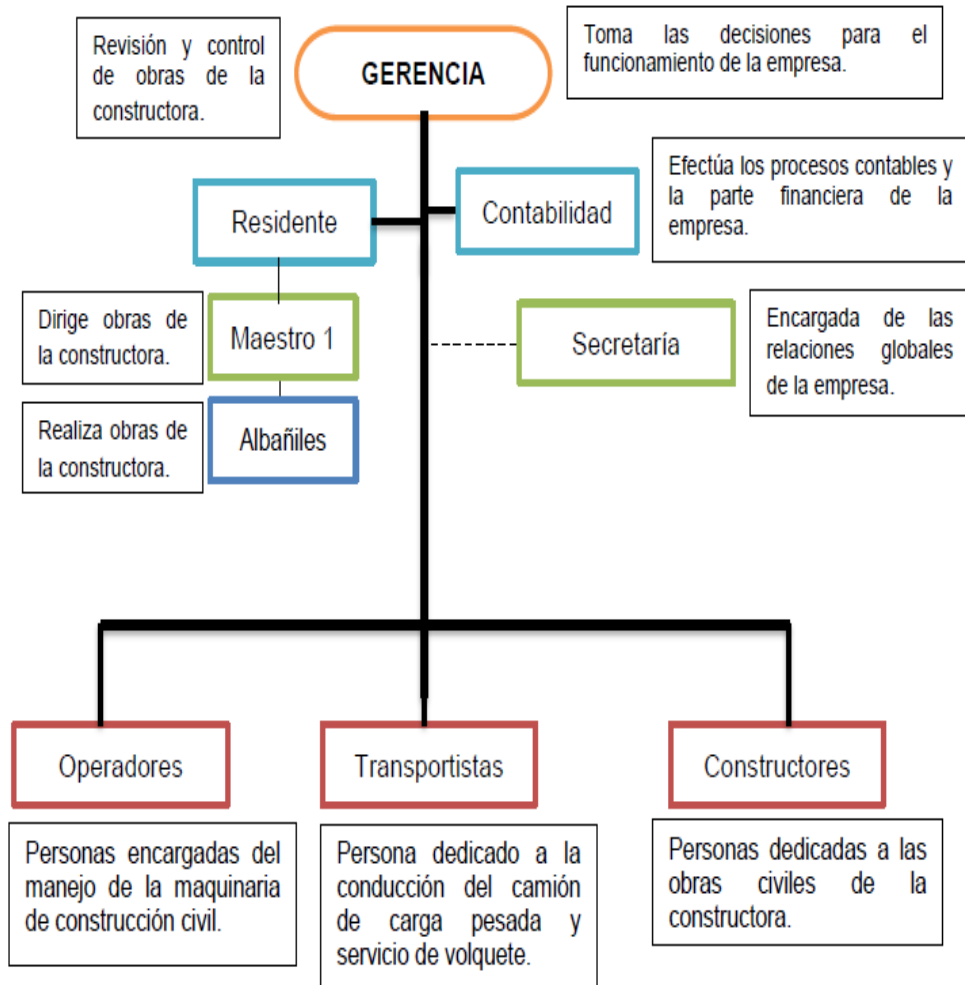 Revisión y control
de obras de la
constructora.
GERENCIA
Toma las decisiones para el
funcionamiento de la empresa.
Residente
Contabilidad
Efectúa los procesos contables y
la parte financiera de la
empresa.
Dirige obras de
la constructora.
Maestro 1
Secretaría
Encargada de las
relaciones globales
de la empresa.
Realiza obras de
la constructora.
Albañiles
Operadores
Transportistas
Constructores
Personas encargadas del
manejo de la maquinaria
de construcción civil.
Persona dedicado a la
conducción del camión
de carga pesada y
servicio de volquete.
Personas dedicadas a las
obras civiles de la
constructora.